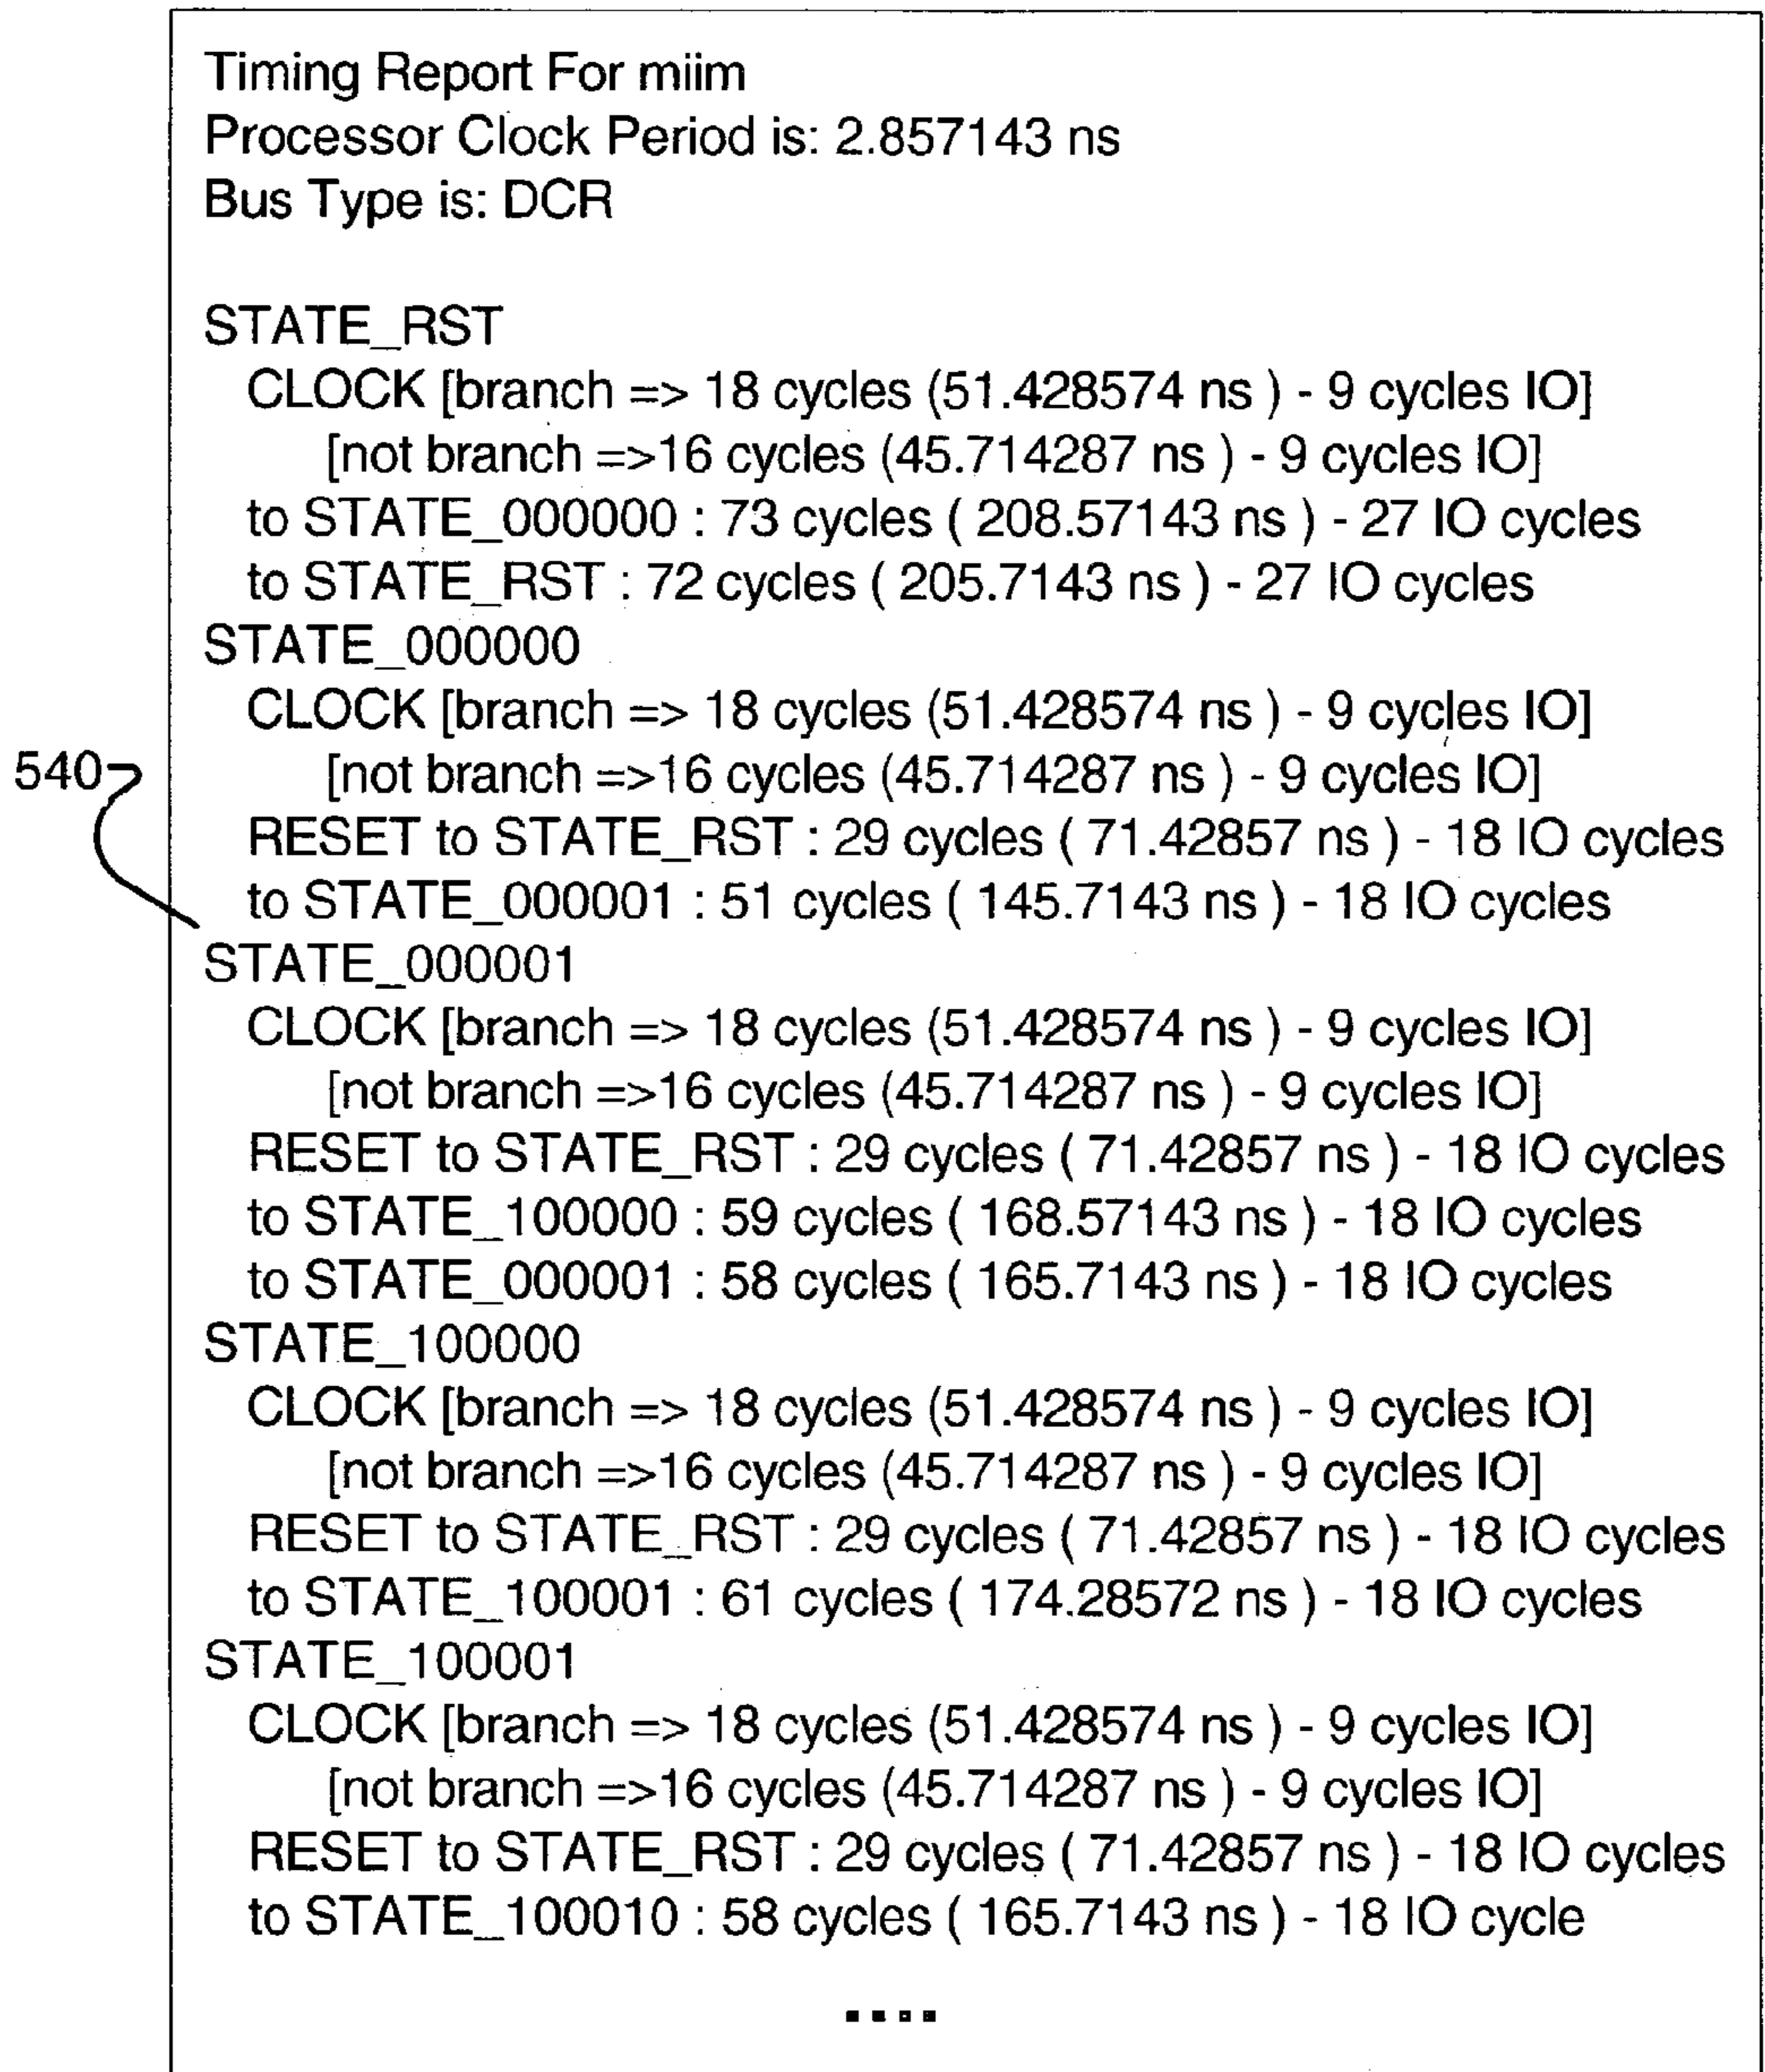 Timing Report For miim
Processor Clock Period is: 2.857143 ns
Bus Type is: DCR
STATE_RST
CLOCK [branch => 18 cycles (51.428574 ns ) - 9 cycles IO]
[not branch =>16 cycles (45.714287 ns ) - 9 cycles IO]
to STATE_000000 : 73 cycles ( 208.57143 ns ) - 27 IO cycles
to STATE_RST : 72 cycles ( 205.7143 ns ) - 27 IO cycles
STATE_000000
CLOCK [branch => 18 cycles (51.428574 ns ) - 9 cycles IO]
[not branch =>16 cycles (45.714287 ns ) - 9 cycles IO]
RESET to STATE_RST : 29 cycles ( 71.42857 ns ) - 18 IO cycles
to STATE_000001 : 51 cycles ( 145.7143 ns ) - 18 IO cycles
540
STATE_000001
CLOCK [branch => 18 cycles (51.428574 ns ) - 9 cycles IO]
[not branch =>16 cycles (45.714287 ns ) - 9 cycles IO]
RESET to STATE_RST : 29 cycles ( 71.42857 ns ) - 18 IO cycles
to STATE_100000 : 59 cycles ( 168.57143 ns ) - 18 IO cycles
to STATE_000001 : 58 cycles ( 165.7143 ns ) - 18 IO cycles
STATE_100000
CLOCK [branch => 18 cycles (51.428574 ns ) - 9 cycles IO]
[not branch =>16 cycles (45.714287 ns ) - 9 cycles IO]
RESET to STATE_RST : 29 cycles ( 71.42857 ns ) - 18 IO cycles
to STATE_100001 : 61 cycles ( 174.28572 ns ) - 18 IO cycles
STATE_100001
CLOCK [branch => 18 cycles (51.428574 ns ) - 9 cycles IO]
[not branch =>16 cycles (45.714287 ns ) - 9 cycles IO]
RESET to STATE_RST : 29 cycles ( 71.42857 ns ) - 18 IO cycles
to STATE_100010 : 58 cycles ( 165.7143 ns ) - 18 IO cycle
....